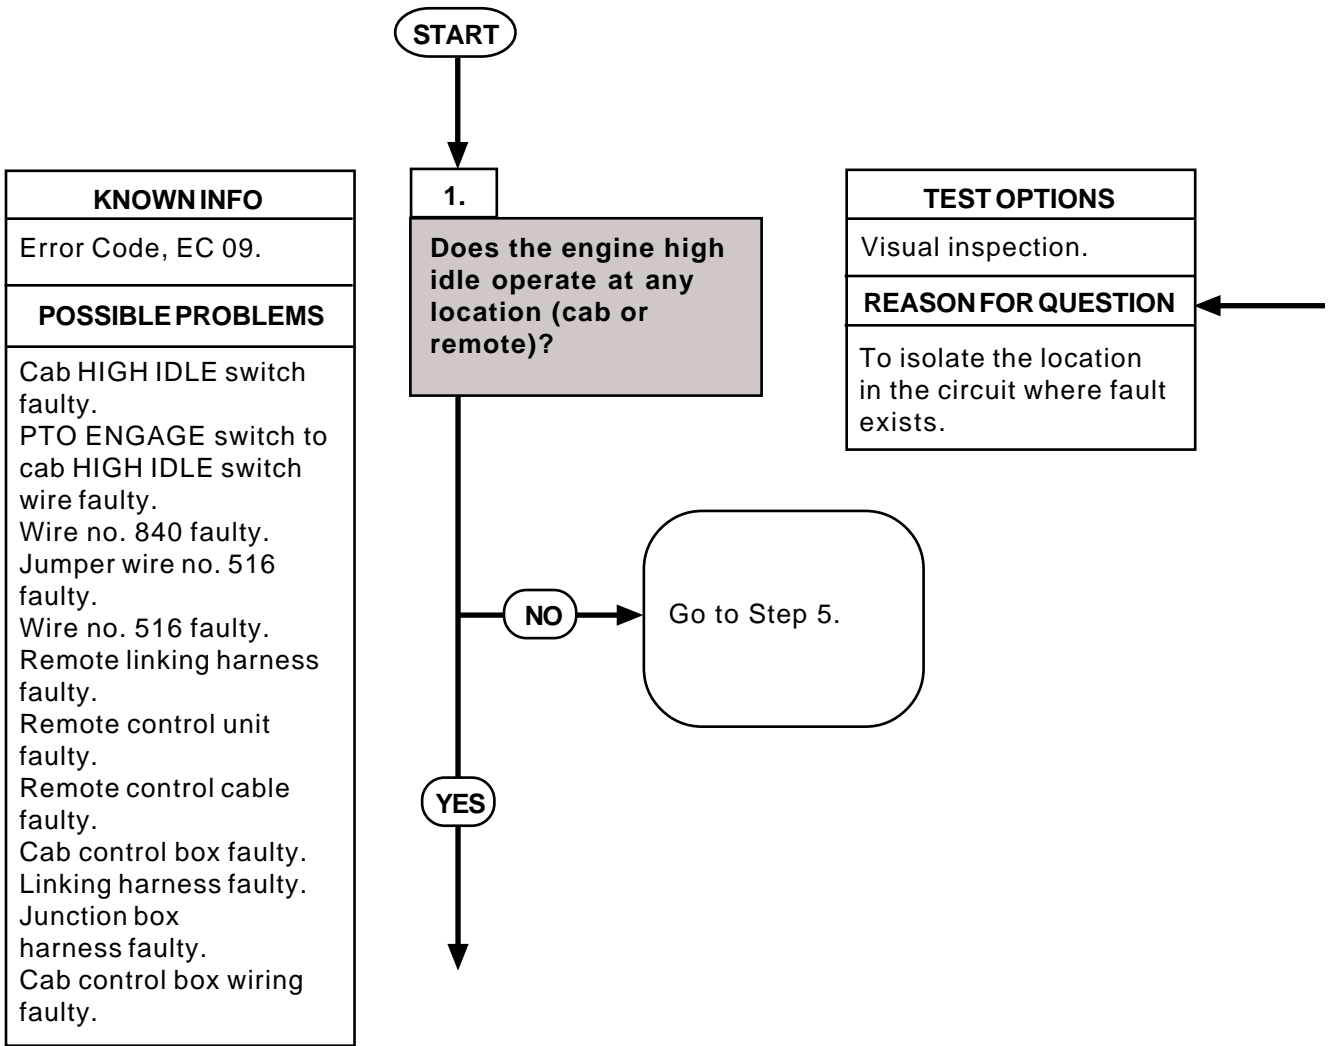 START
KNOWN INFO
Error Code, EC 09.
POSSIBLE PROBLEMS
Cab HIGH IDLE switch
faulty.
PTO ENGAGE switch to
cab HIGH IDLE switch
wire faulty.
Wire no. 840 faulty.
Jumper wire no. 516
faulty.
Wire no. 516 faulty.
Remote linking harness
faulty.
Remote control unit
faulty.
Remote control cable
faulty.
Cab control box faulty.
Linking harness faulty.
Junction box
harness faulty.
Cab control box wiring
faulty.
1.
Does the engine high
idle operate at any
location (cab or
remote)?
NO
Go to Step 5.
YES
TEST OPTIONS
Visual inspection.
REASON FOR QUESTION
To isolate the location
in the circuit where fault
exists.